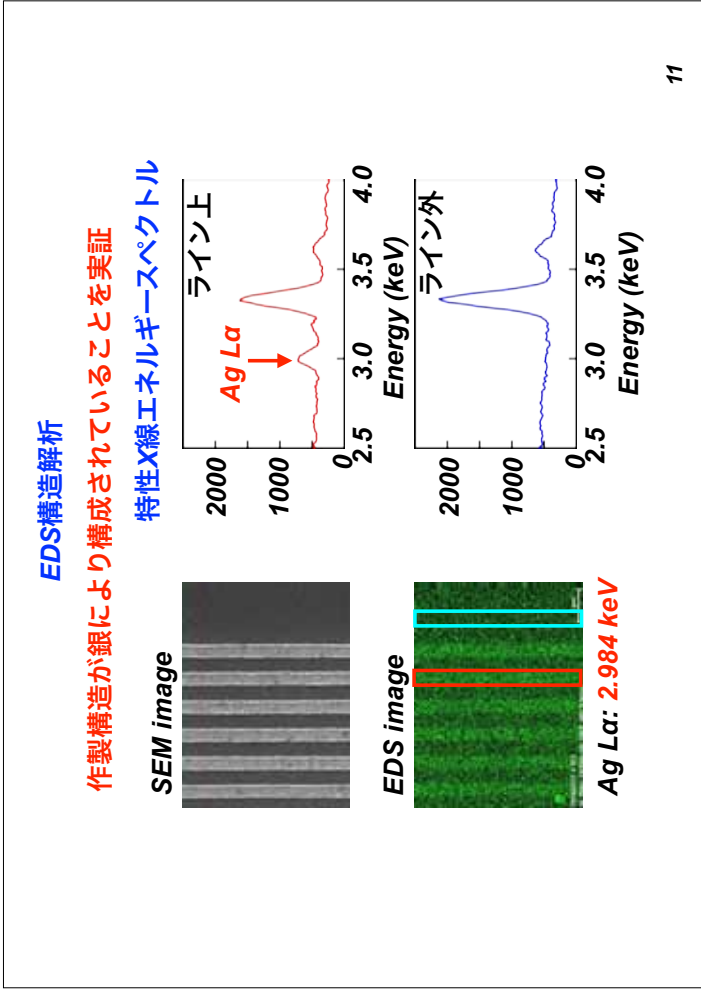 EDS構造解析
作製構造が銀により構成されていることを実証
特性X線エネルギースペクトル
SEM image
EDS image
Ag Lα: 2.984 keV
ライン上
Ag Lα
2000
1000
0
2.5 3.0 3.5 4.0
Energy (keV)
ライン外
2000
1000
0
2.5 3.0 3.5 4.0
Energy (keV)
11